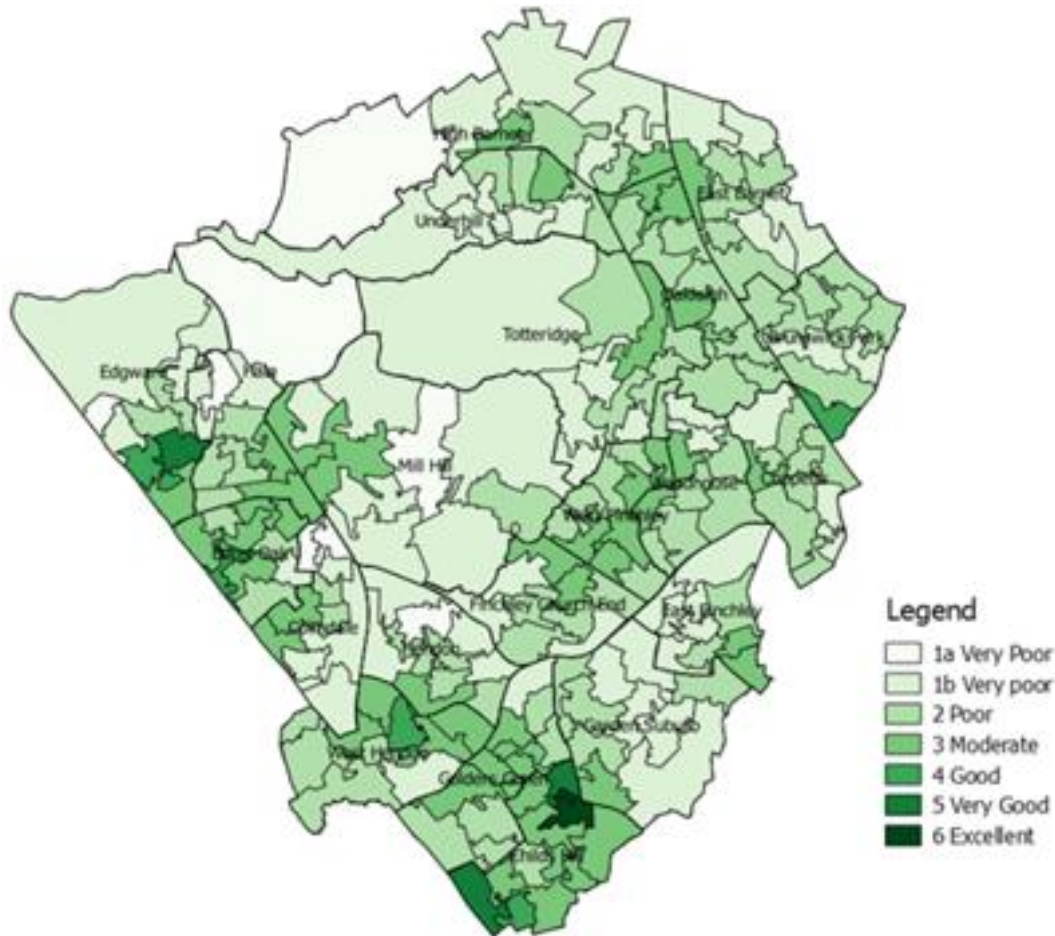 High Barnet
East Barnet
Underhill
Totteridge
Oakleigh
Brunswick Park
Edgware
Hale
Mill Hill
Woodhouse
Coppetts
West Finchley
Burnt Oak
Finchley Church End
East Finchley
Colindale
Hendon
Garden Suburb
West Hendon
Golders Green
Childs Hill
Legend
1a Very Poor
1b Very poor
2 Poor
3 Moderate
4 Good
5 Very Good
6 Excellent